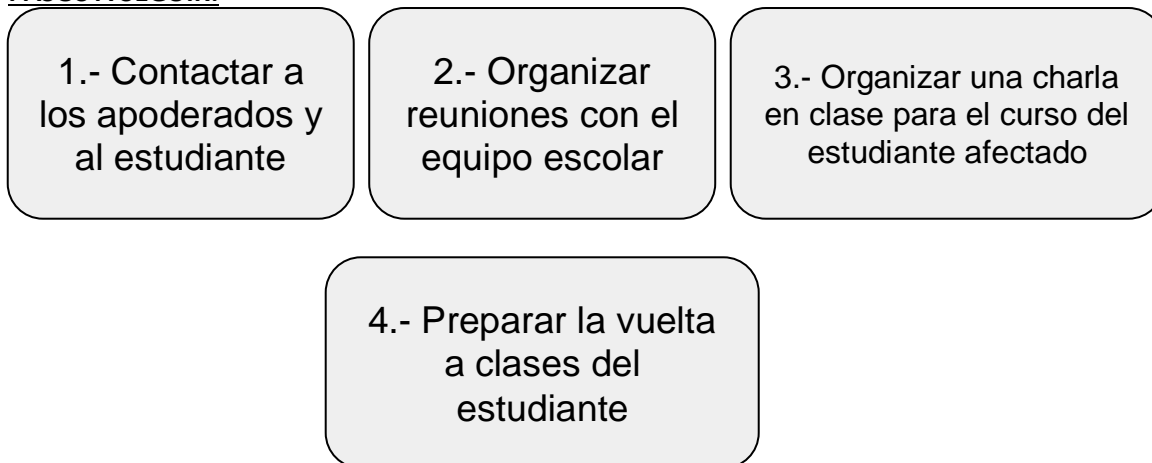 1.- Contactar a
los apoderados y
al estudiante
2.- Organizar
reuniones con el
equipo escolar
3.- Organizar una charla
en clase para el curso del
estudiante afectado
4.- Preparar la vuelta
a clases del
estudiante